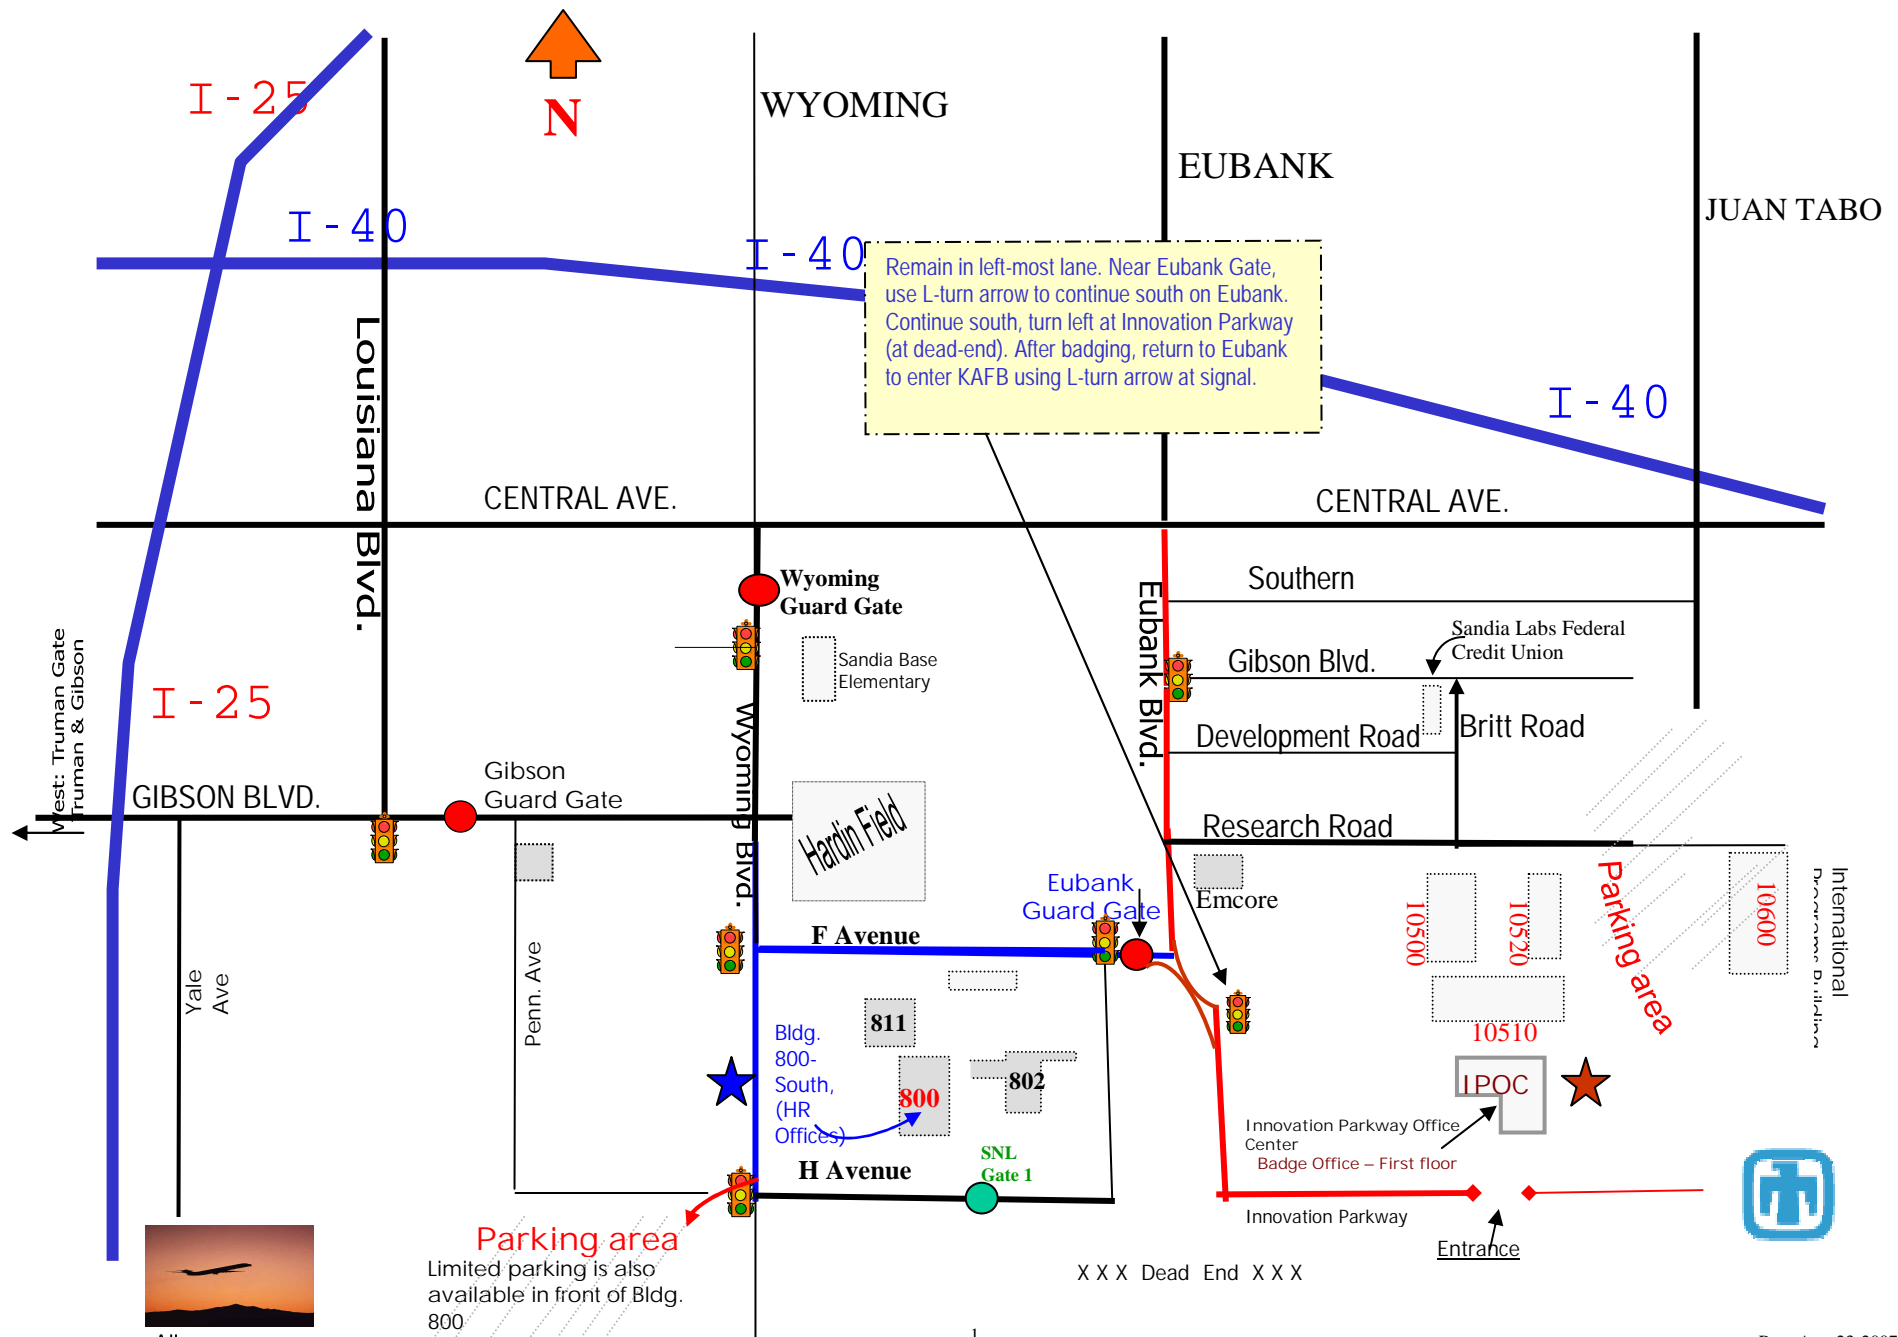 I-25
N
WYOMING
EUBANK
JUAN TABO
I-40
I-40
I-40
Remain in left-most lane. Near Eubank Gate,
use L-turn arrow to continue south on Eubank.
Continue south, turn left at Innovation Parkway
(at dead-end). After badging, return to Eubank
to enter KAFB using L-turn arrow at signal.
Louisiana Blvd.
CENTRAL AVE.
CENTRAL AVE.
Wyoming
Guard Gate
Eubank Blvd.
Southern
Sandia Labs Federal
Credit Union
Gibson Blvd.
Sandia Base
Elementary
West: Truman Gate
Truman & Gibson
I-25
Wyoming Blvd.
Development Road
Britt Road
Gibson
Guard Gate
GIBSON BLVD.
Hardin Field
Research Road
Eubank
Guard Gate
Emcore
F Avenue
10500
10520
Parking area
10600
International
Yale
Ave
Penn. Ave
811
Bldg.
800-
South,
(HR
Offices)
800
802
10510
IPOC
Innovation Parkway Office
Center
Badge Office – First floor
H Avenue
SNL
Gate 1
Innovation Parkway
Entrance
Parking area
Limited parking is also
available in front of Bldg.
800
X X X Dead End X X X
1